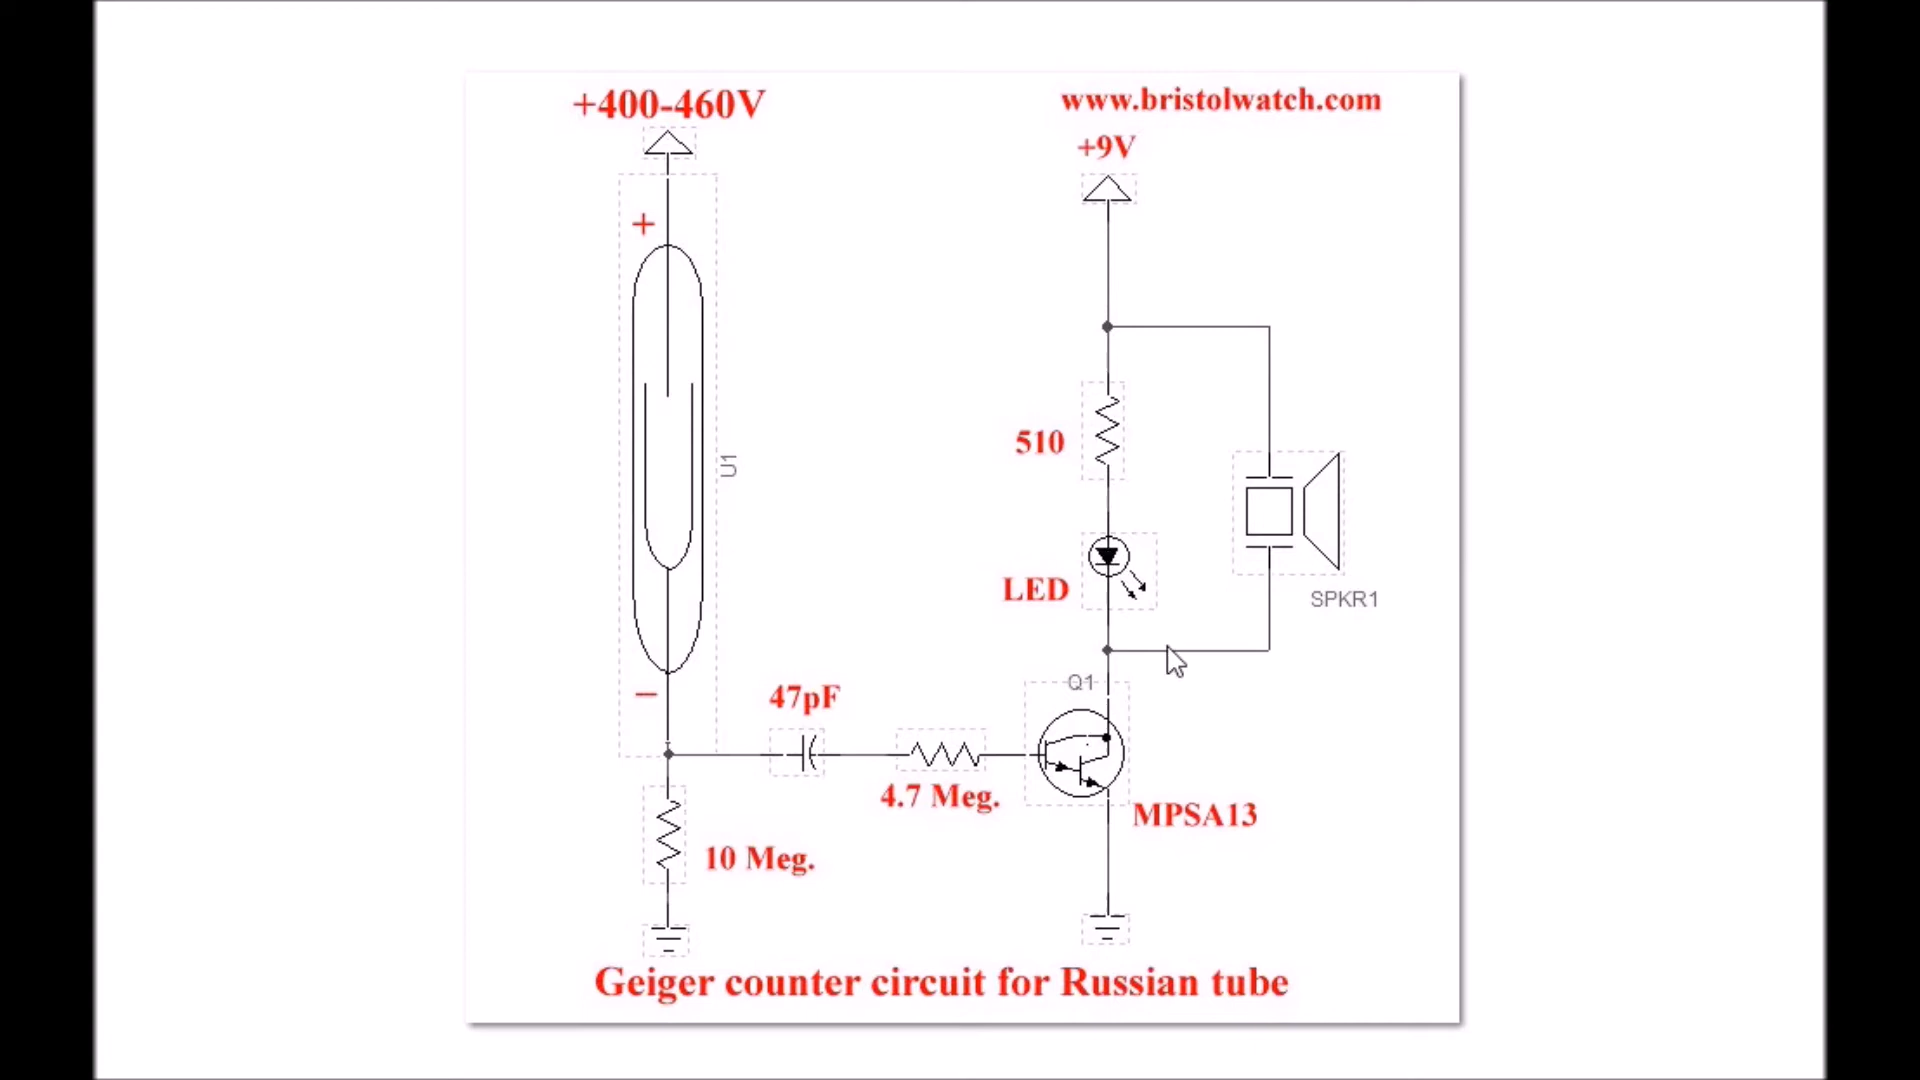 +400-460V
www.bristolwatch.com
+9V
+
U1
510
LED
SPKR1
−
47pF
Q1
4.7 Meg.
MPSA13
10 Meg.
Geiger counter circuit for Russian tube